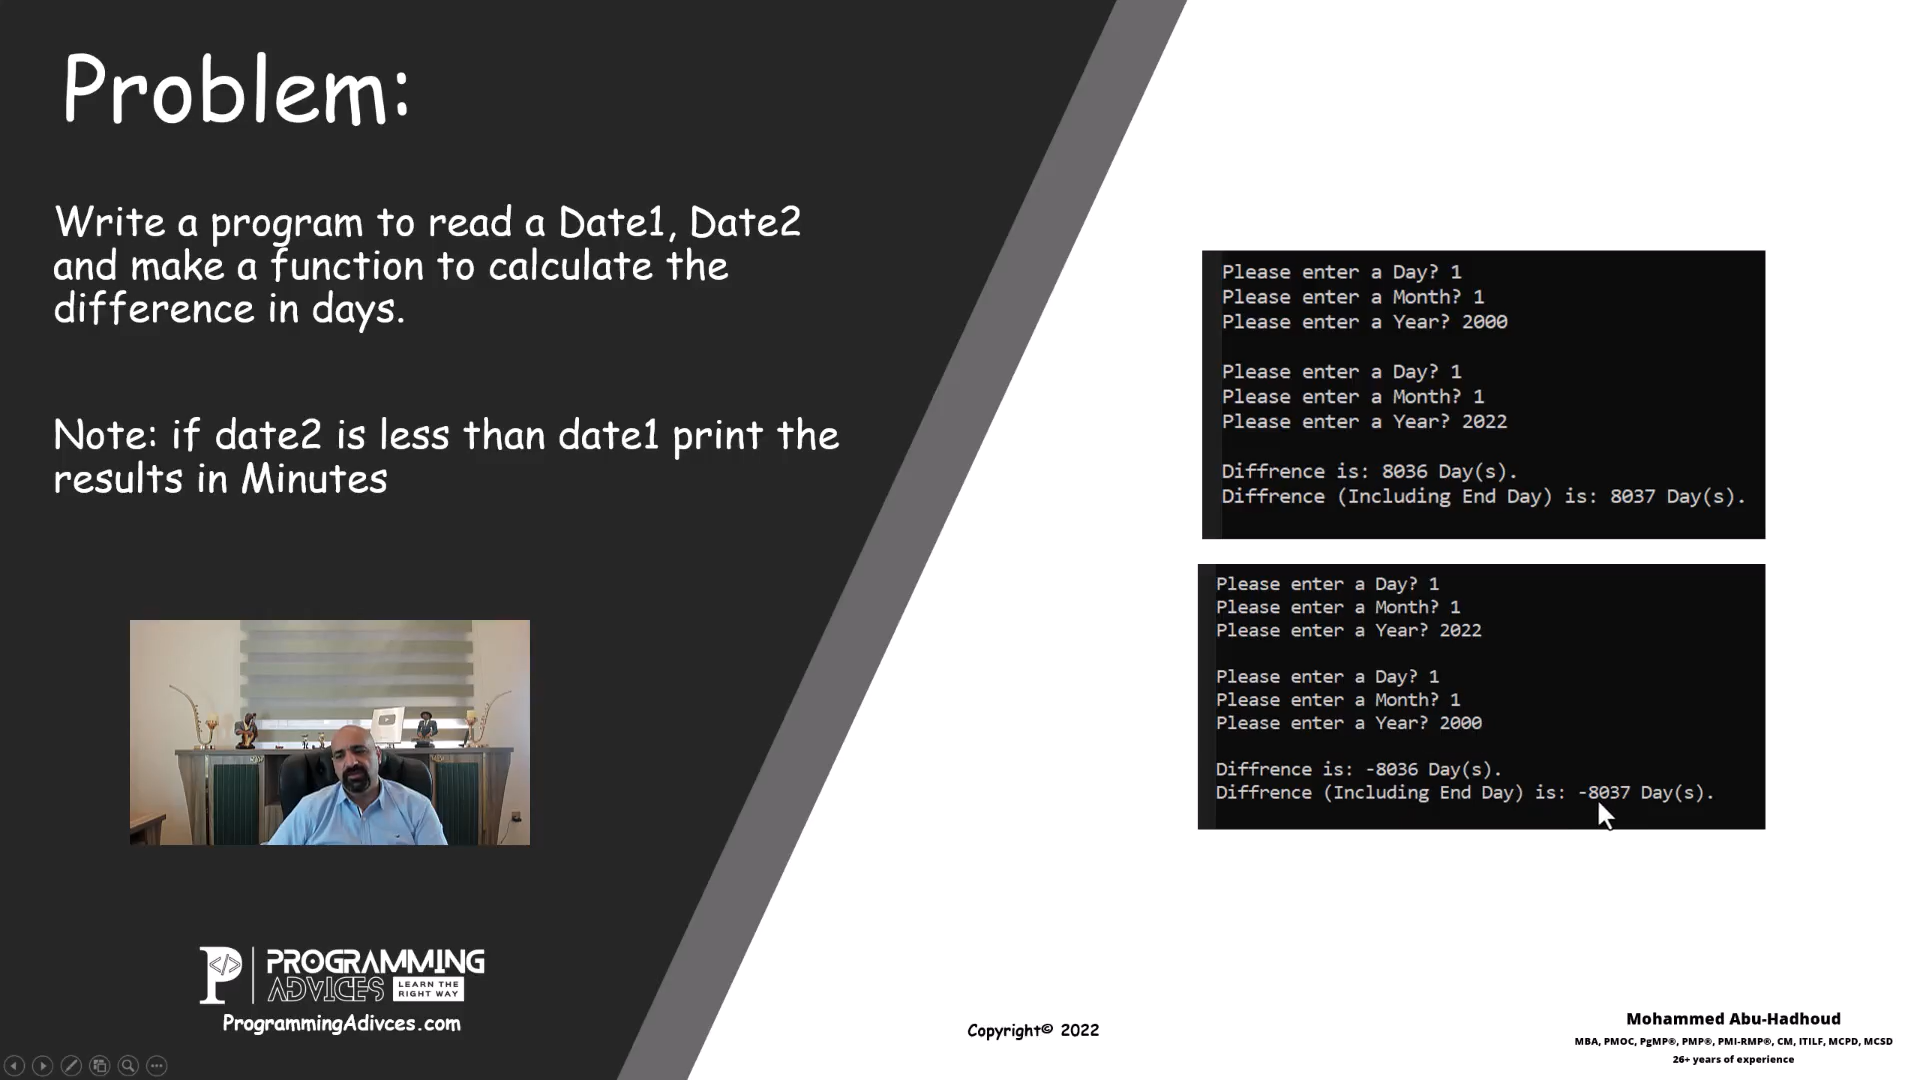 Problem:
Write a program to read a Date1, Date2
and make a function to calculate the
difference in days.
Note: if date2 is less than date1 print the
results in Minutes
Please enter a Day? 1
Please enter a Month? 1
Please enter a Year? 2000
Please enter a Day? 1
Please enter a Month? 1
Please enter a Year? 2022
Diffrence is: 8036 Day(s).
Diffrence (Including End Day) is: 8037 Day(s).
Please enter a Day? 1
Please enter a Month? 1
Please enter a Year? 2022
Please enter a Day? 1
Please enter a Month? 1
Please enter a Year? 2000
Diffrence is: -8036 Day(s).
Diffrence (Including End Day) is: -8037 Day(s).
P </> PROGRAMMING
ADVICES LEARN THE
RIGHT WAY
ProgrammingAdivces.com
Copyright© 2022
Mohammed Abu-Hadhoud
MBA, PMOC, PgMP®, PMP®, PMI-RMP®, CM, ITILF, MCPD, MCSD
26+ years of experience